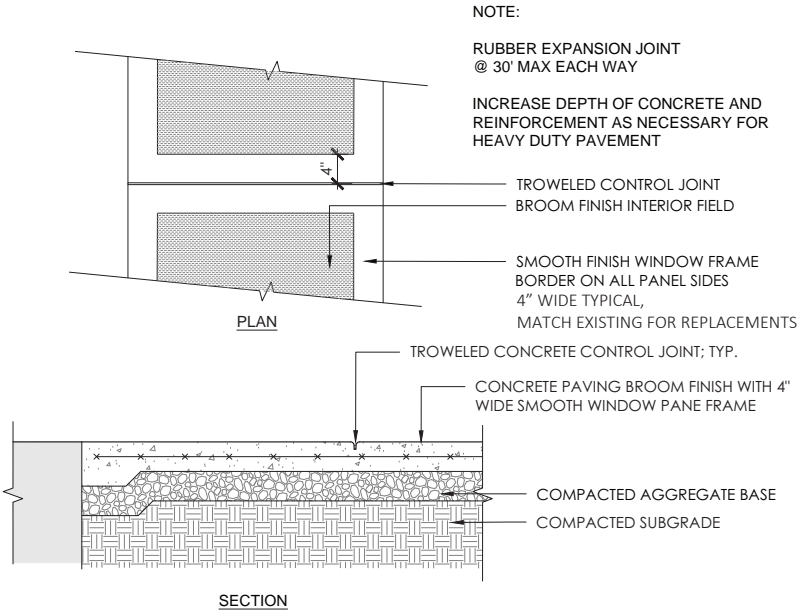 NOTE:
RUBBER EXPANSION JOINT
@ 30' MAX EACH WAY
INCREASE DEPTH OF CONCRETE AND
REINFORCEMENT AS NECESSARY FOR
HEAVY DUTY PAVEMENT
4"
TROWELED CONTROL JOINT
BROOM FINISH INTERIOR FIELD
SMOOTH FINISH WINDOW FRAME
BORDER ON ALL PANEL SIDES
4” WIDE TYPICAL,
MATCH EXISTING FOR REPLACEMENTS
PLAN
TROWELED CONCRETE CONTROL JOINT; TYP.
CONCRETE PAVING BROOM FINISH WITH 4"
WIDE SMOOTH WINDOW PANE FRAME
COMPACTED AGGREGATE BASE
COMPACTED SUBGRADE
SECTION